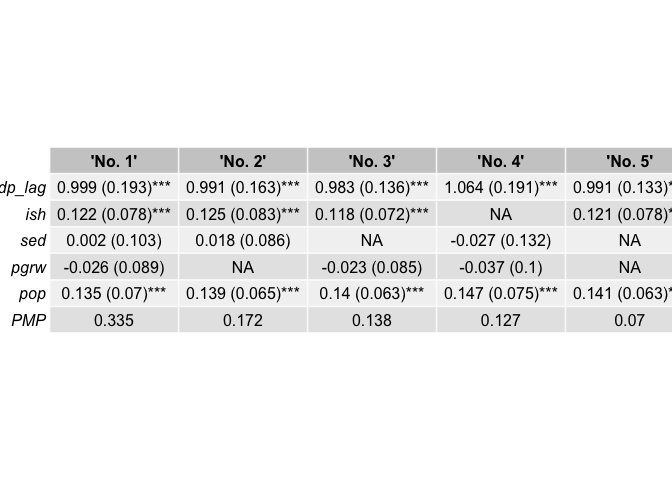 'No. 1' 'No. 2' 'No. 3' 'No. 4' 'No. 5'
dp_lag 0.999 (0.193)*** 0.991 (0.163)*** 0.983 (0.136)*** 1.064 (0.191)*** 0.991 (0.133)*
ish 0.122 (0.078)*** 0.125 (0.083)*** 0.118 (0.072)*** NA 0.121 (0.078)*
sed 0.002 (0.103) 0.018 (0.086) NA -0.027 (0.132) NA
pgrw -0.026 (0.089) NA -0.023 (0.085) -0.037 (0.1) NA
pop 0.135 (0.07)*** 0.139 (0.065)*** 0.14 (0.063)*** 0.147 (0.075)*** 0.141 (0.063)*
PMP 0.335 0.172 0.138 0.127 0.07